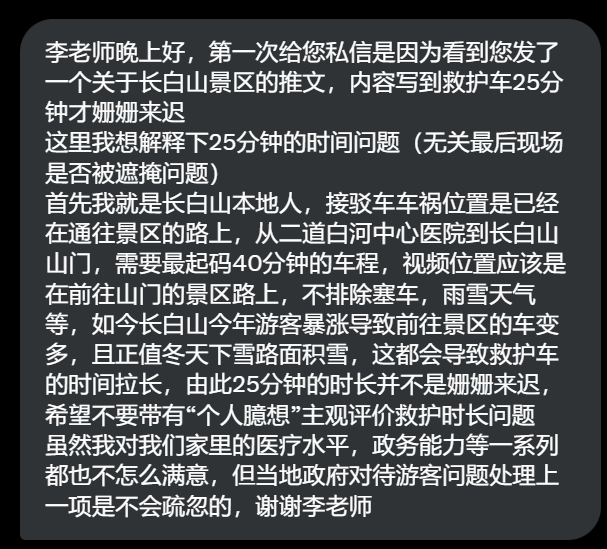 李老师晚上好，第一次给您私信是因为看到您发了
一个关于长白山景区的推文，内容写到救护车25分
钟才姗姗来迟
这里我想解释下25分钟的时间问题（无关最后现场
是否被遮掩问题）
首先我就是长白山本地人，接驳车车祸位置是已经
在通往景区的路上，从二道白河中心医院到长白山
山门，需要最起码40分钟的车程，视频位置应该是
在前往山门的景区路上，不排除塞车，雨雪天气
等，如今长白山今年游客暴涨导致前往景区的车变
多，且正值冬天下雪路面积雪，这都会导致救护车
的时间拉长，由此25分钟的时长并不是姗姗来迟，
希望不要带有“个人臆想”主观评价救护时长问题
虽然我对我们家里的医疗水平，政务能力等一系列
都也不怎么满意，但当地政府对待游客问题处理上
一项是不会疏忽的，谢谢李老师